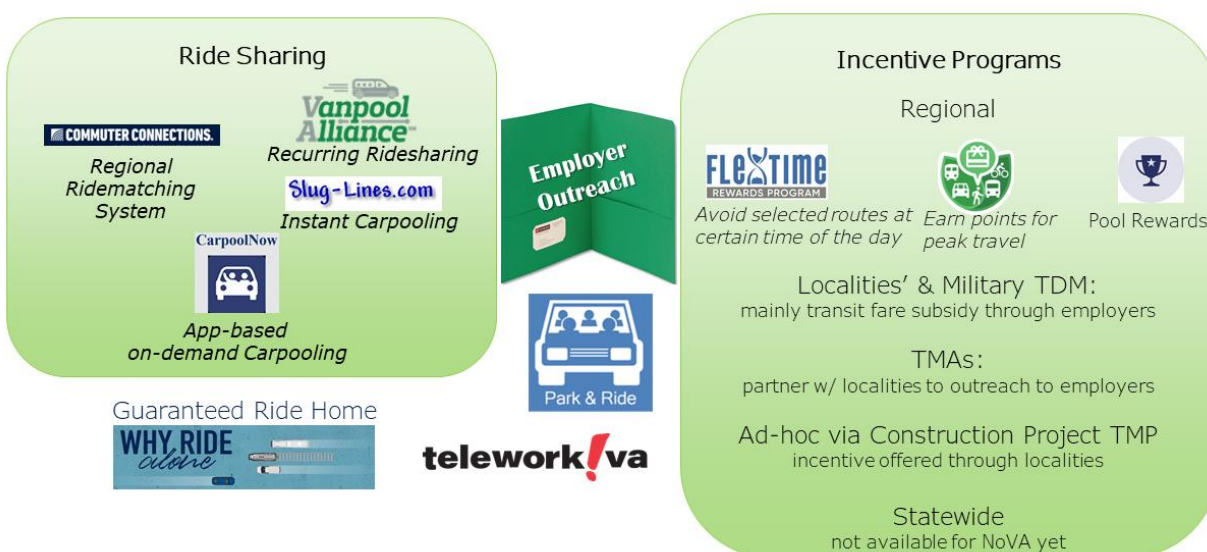 Ride Sharing
COMMUTER CONNECTIONS.
Regional
Ridematching
System
Vanpool
Alliance
Recurring Ridesharing
Slug-Lines.com
Instant Carpooling
CarpoolNow
App-based
on-demand Carpooling
Guaranteed Ride Home
WHY RIDE
alone
Employer
Outreach
Park & Ride
telework!va
Incentive Programs
Regional
FLEXTIME
REWARDS PROGRAM
Avoid selected routes at
certain time of the day
Earn points for
peak travel
Pool Rewards
Localities’ & Military TDM:
mainly transit fare subsidy through employers
TMAs:
partner w/ localities to outreach to employers
Ad-hoc via Construction Project TMP
incentive offered through localities
Statewide
not available for NoVA yet